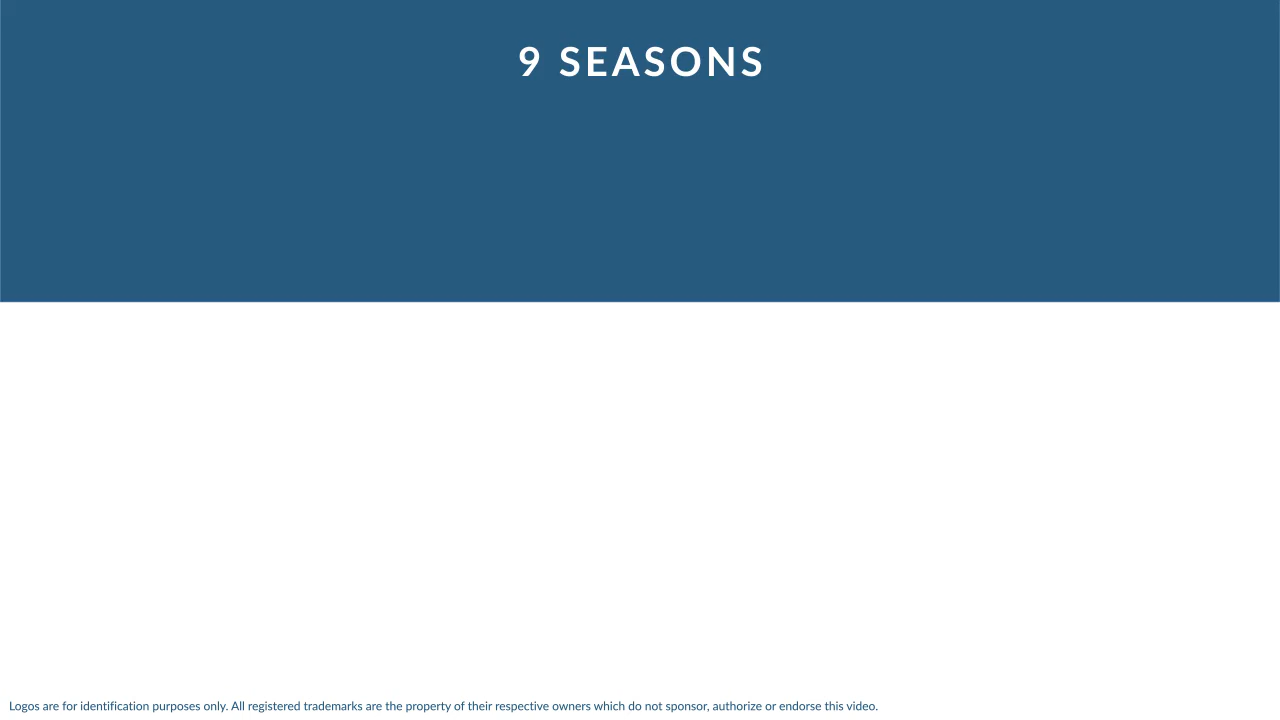 9 SEASONS
Logos are for identification purposes only. All registered trademarks are the property of their respective owners which do not sponsor, authorize or endorse this video.